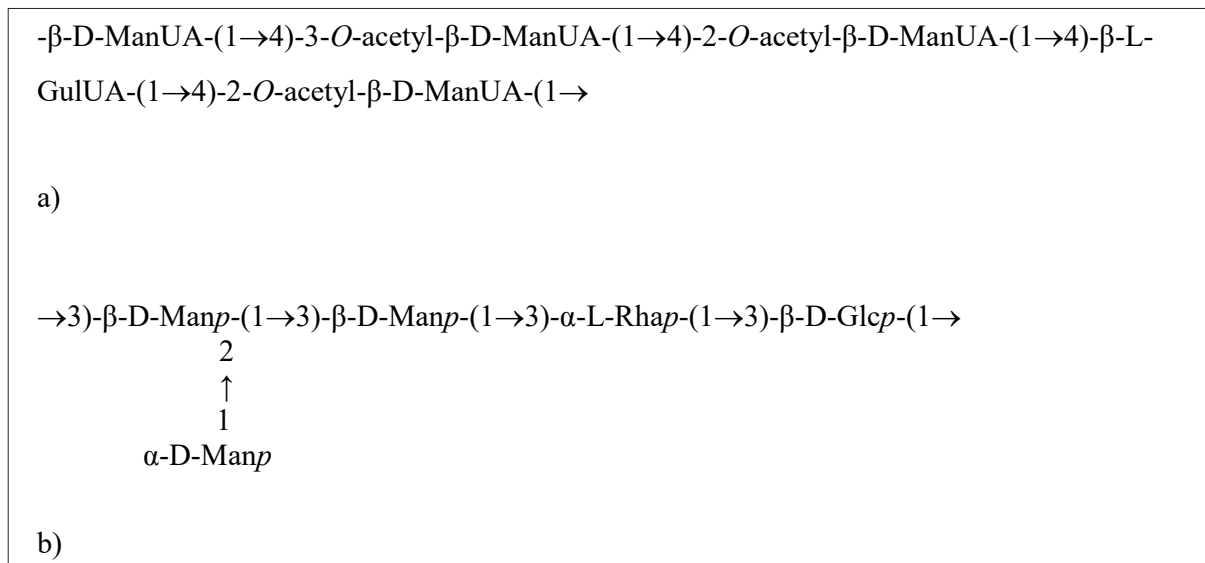 -β-D-ManUA-(1→4)-3-O-acetyl-β-D-ManUA-(1→4)-2-O-acetyl-β-D-ManUA-(1→4)-β-L-
GulUA-(1→4)-2-O-acetyl-β-D-ManUA-(1→
a)
→3)-β-D-Manp-(1→3)-β-D-Manp-(1→3)-α-L-Rhap-(1→3)-β-D-Glcp-(1→
2
↑
1
α-D-Manp
b)